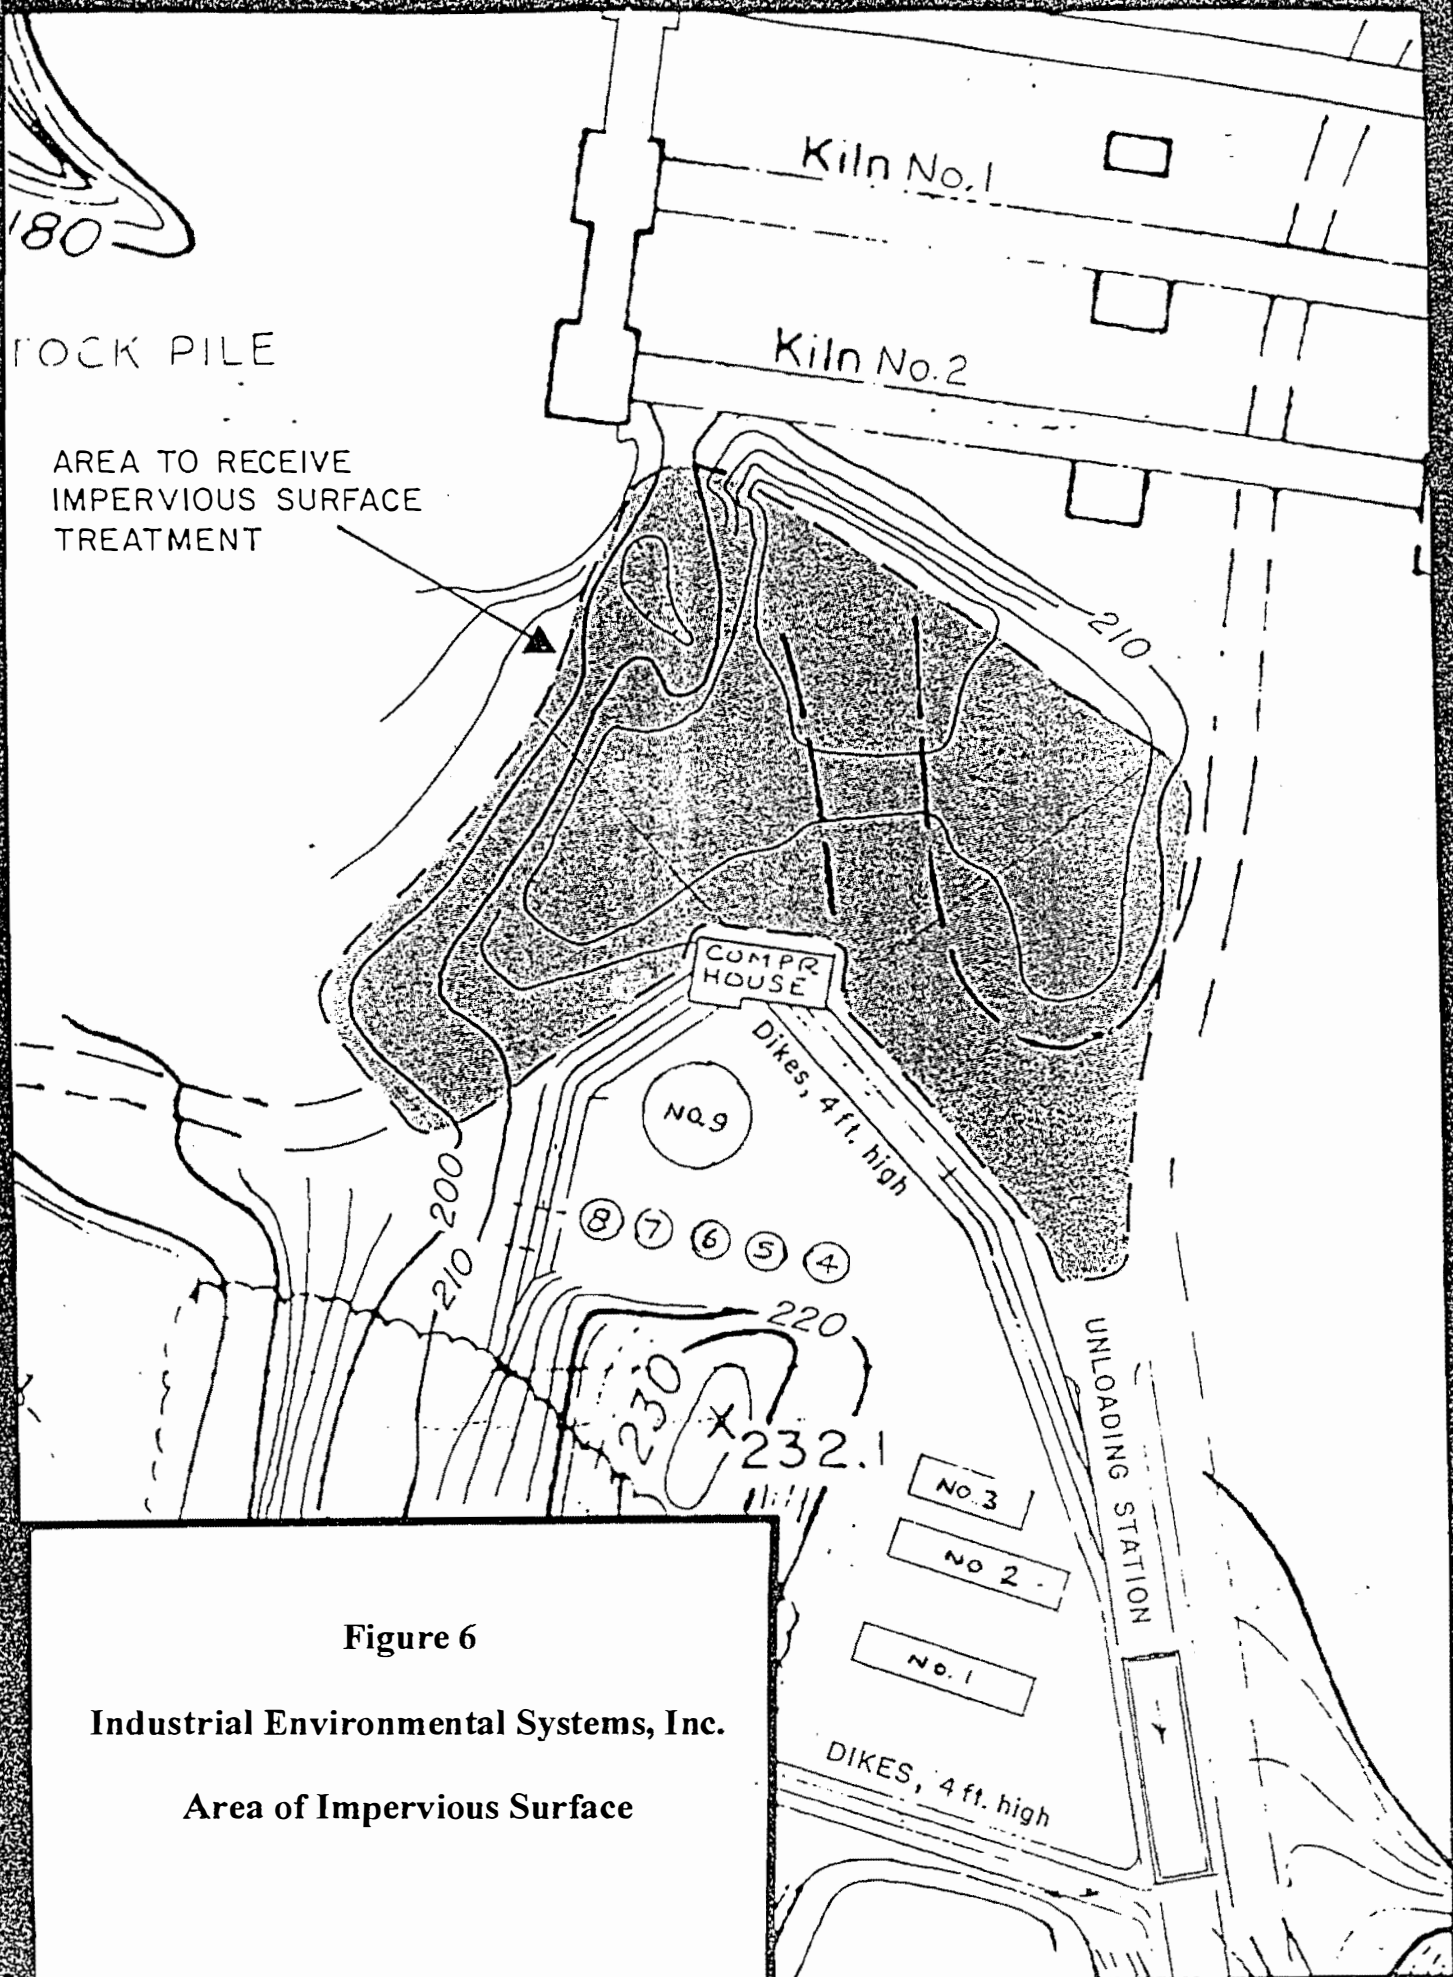 Kiln No.1
180
TOCK PILE
Kiln No.2
AREA TO RECEIVE
IMPERVIOUS SURFACE
TREATMENT
210
COMPR
HOUSE
Dikes, 4 ft. high
NO.9
200
8 7 6 5 4
210
220
230
232.1
UNLOADING STATION
NO.3
NO 2
NO. 1
DIKES, 4 ft. high
Figure 6
Industrial Environmental Systems, Inc.
Area of Impervious Surface